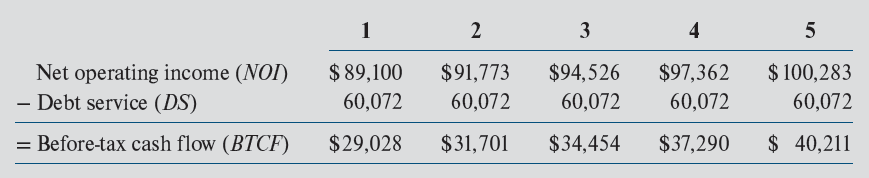 1 2 3 4 5
Net operating income (NOI) $ 89,100 $91,773 $94,526 $97,362 $ 100,283
− Debt service (DS) 60,072 60,072 60,072 60,072 60,072
= Before-tax cash flow (BTCF) $29,028 $31,701 $34,454 $37,290 $ 40,211